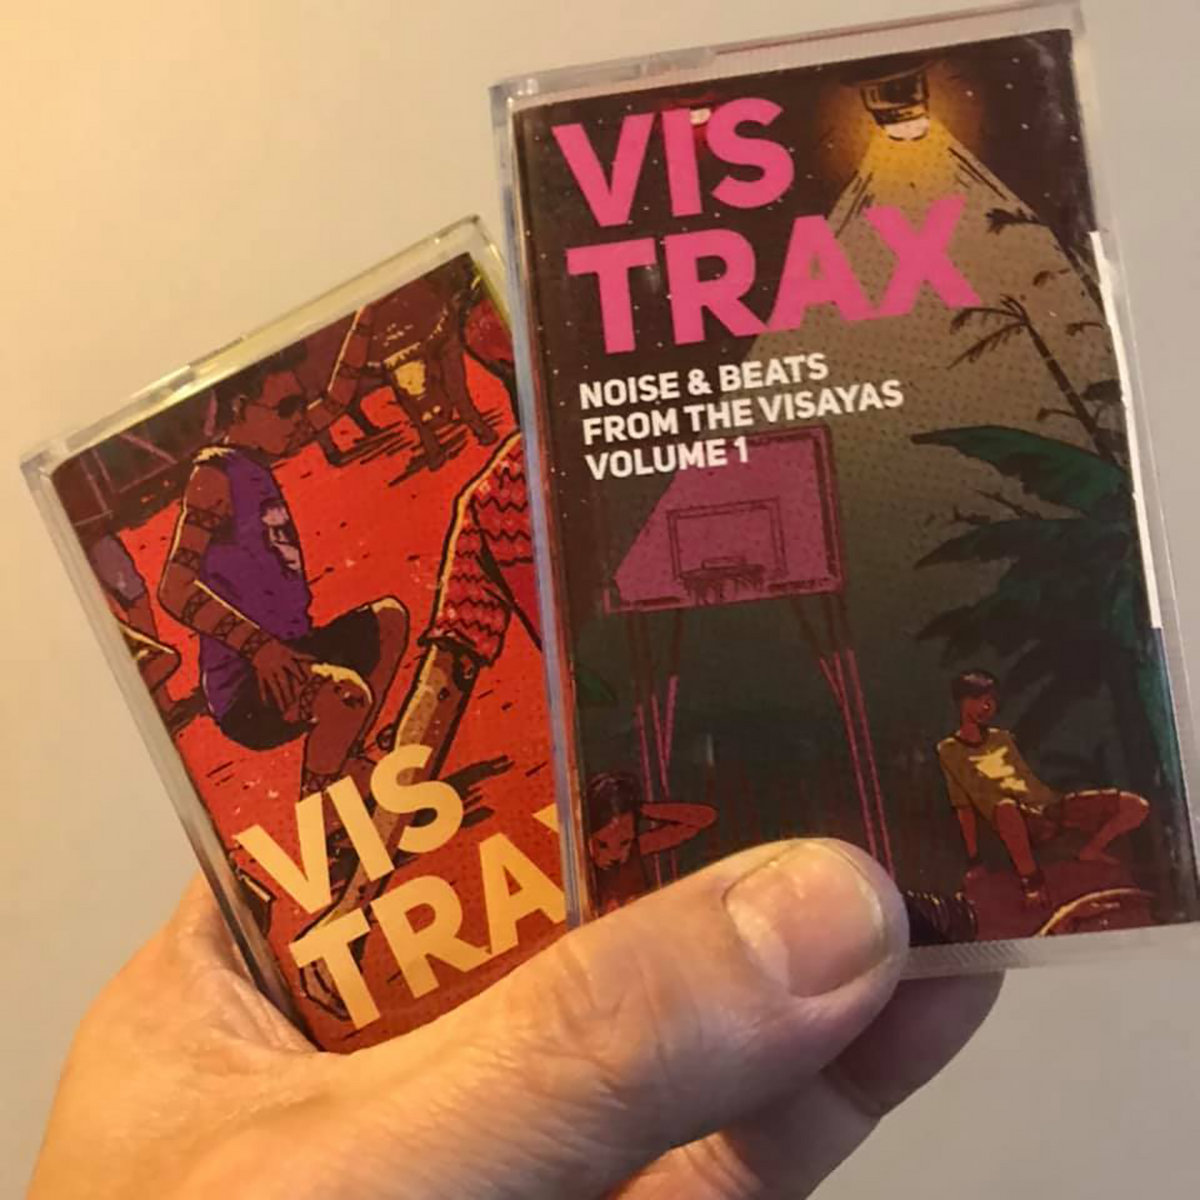 VIS
TRAX
NOISE & BEATS
FROM THE VISAYAS
VOLUME 1
VIS